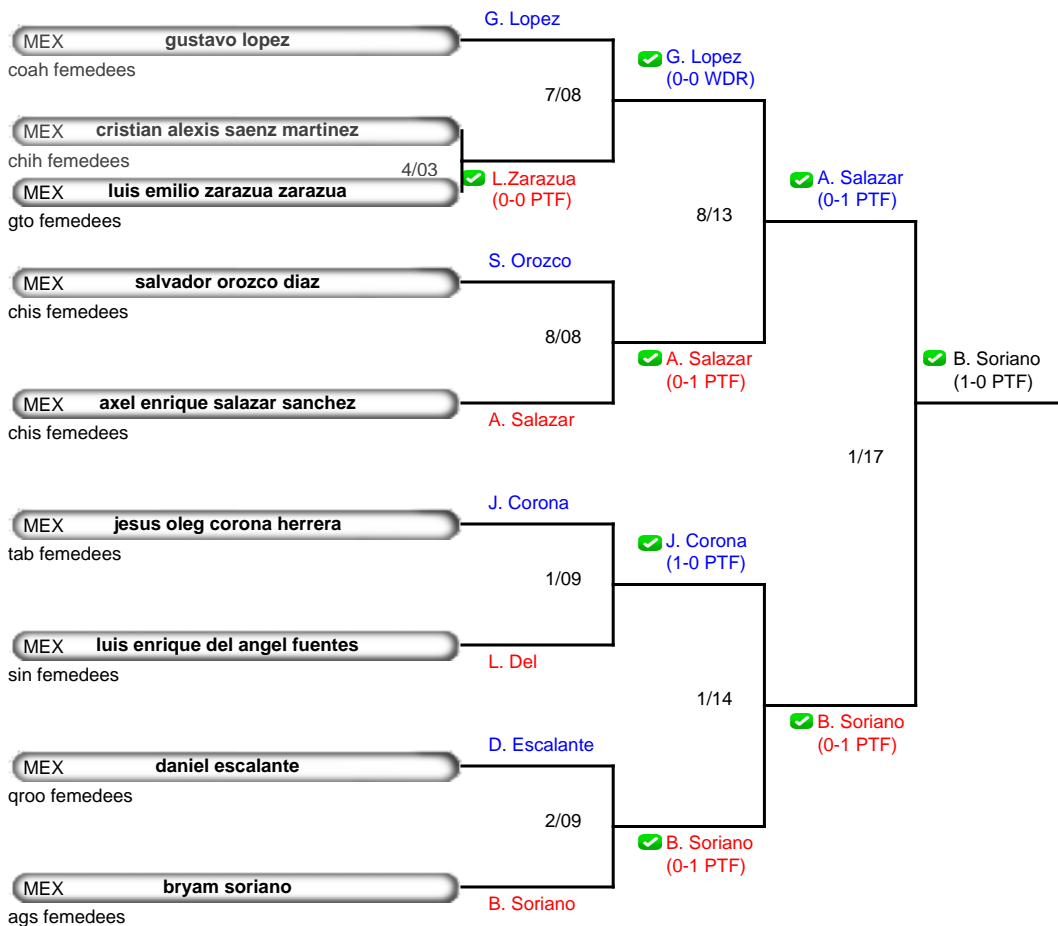 G. Lopez
MEX gustavo lopez
coah femedees
G. Lopez
(0-0 WDR)
7/08
MEX cristian alexis saenz martinez
chih femedees
4/03
L.Zarazua
(0-0 PTF)
MEX luis emilio zarazua zarazua
gto femedees
A. Salazar
(0-1 PTF)
8/13
S. Orozco
MEX salvador orozco diaz
chis femedees
8/08
A. Salazar
(0-1 PTF)
B. Soriano
(1-0 PTF)
MEX axel enrique salazar sanchez
A. Salazar
chis femedees
1/17
J. Corona
MEX jesus oleg corona herrera
tab femedees
J. Corona
(1-0 PTF)
1/09
MEX luis enrique del angel fuentes
L. Del
sin femedees
1/14
B. Soriano
(0-1 PTF)
D. Escalante
MEX daniel escalante
qroo femedees
2/09
B. Soriano
(0-1 PTF)
MEX bryam soriano
B. Soriano
ags femedees